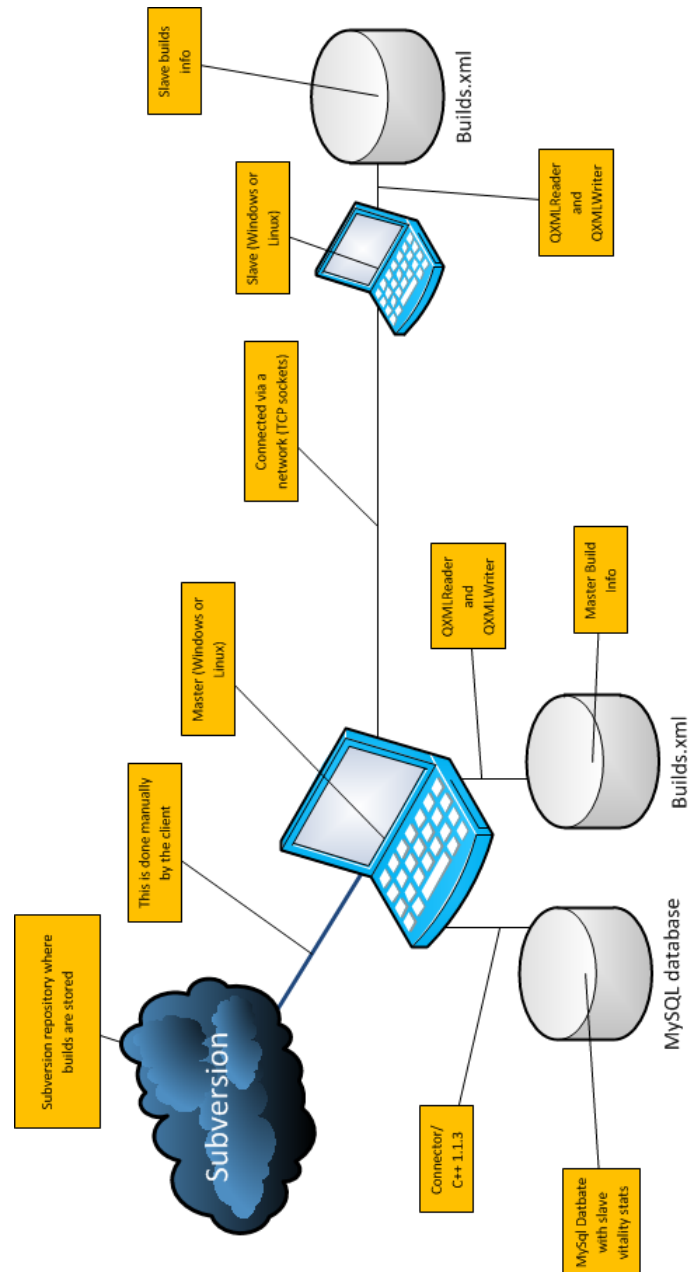 Subversion repository where
builds are stored
This is done manually
by the client
Master (Windows or
Linux)
Connected via a
network (TCP sockets)
Slave (Windows or
Linux)
Slave builds
info
Subversion
Builds.xml
QXMLReader
and
QXMLWriter
Connector/
C++ 1.1.3
QXMLReader
and
QXMLWriter
MySql Datbate
with slave
vitality stats
MySQL database
Builds.xml
Master Build
Info